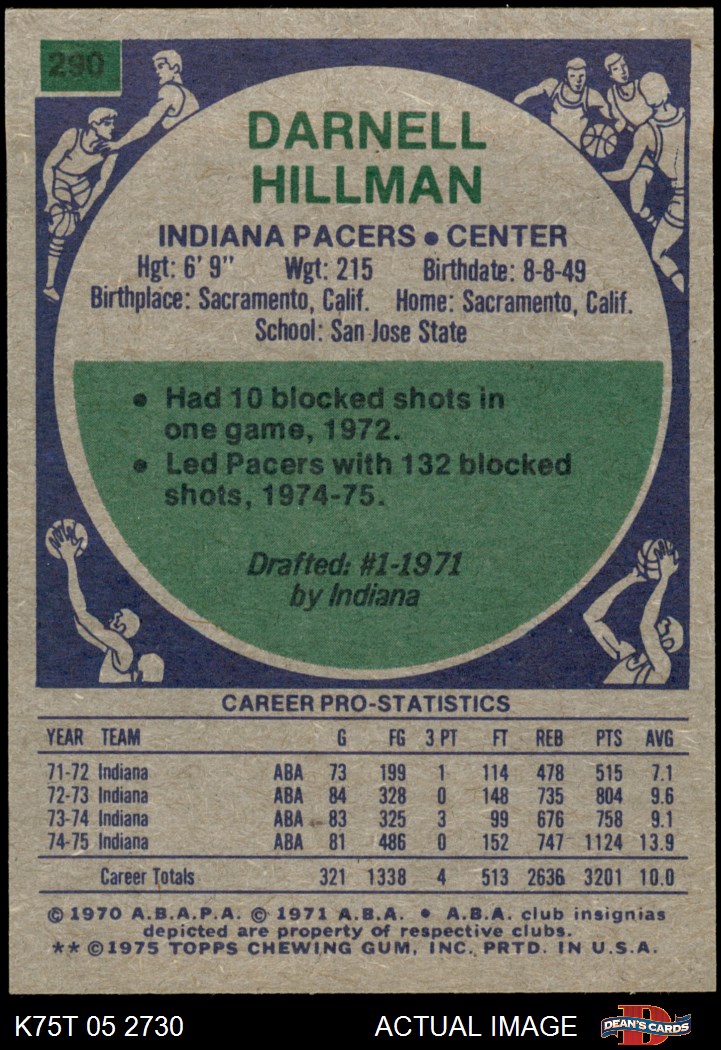 290
DARNELL
HILLMAN
INDIANA PACERS • CENTER
Hgt: 6' 9" Wgt: 215 Birthdate: 8-8-49
Birthplace: Sacramento, Calif. Home: Sacramento, Calif.
School: San Jose State
• Had 10 blocked shots in
one game, 1972.
• Led Pacers with 132 blocked
shots, 1974-75.
Drafted: #1-1971
by Indiana
CAREER PRO-STATISTICS
YEAR TEAM G FG 3 PT FT REB PTS AVG
71-72 Indiana ABA 73 199 1 114 478 515 7.1
72-73 Indiana ABA 84 328 0 148 735 804 9.6
73-74 Indiana ABA 83 325 3 99 676 758 9.1
74-75 Indiana ABA 81 486 0 152 747 1124 13.9
Career Totals 321 1338 4 513 2636 3201 10.0
© 1970 A.B.A.P.A. © 1971 A.B.A. • A.B.A. club insignias
depicted are property of respective clubs.
** © 1975 TOPPS CHEWING GUM, INC. PRTD. IN U.S.A.
K75T 05 2730 ACTUAL IMAGE D DEAN'S CARDS